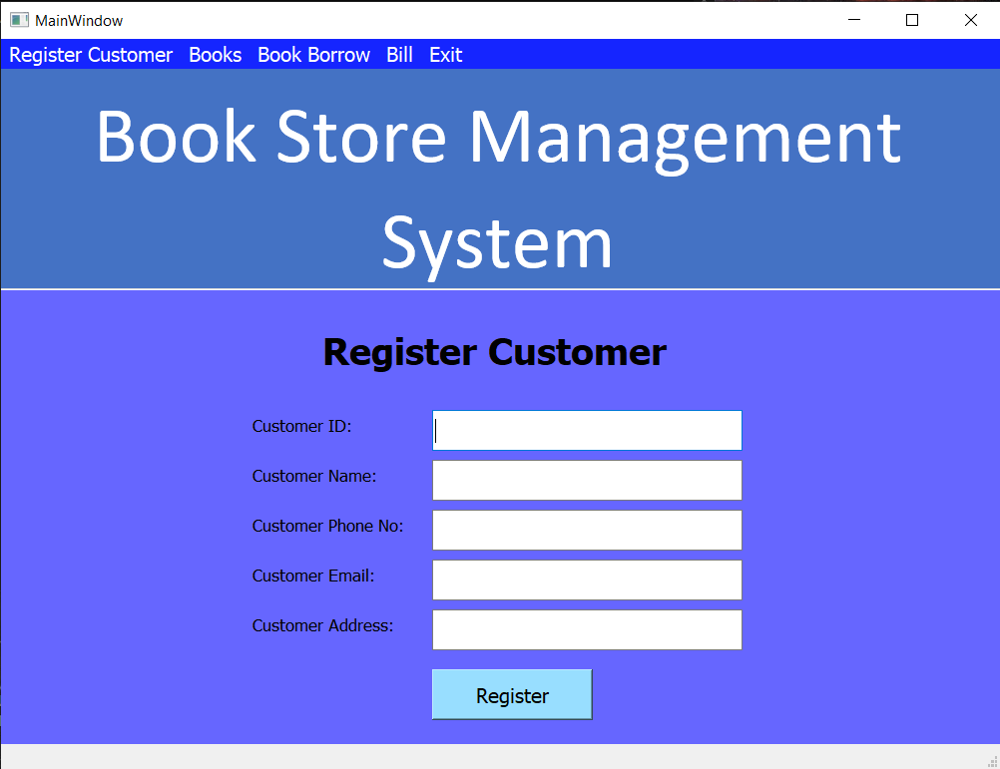 MainWindow
Register Customer Books Book Borrow Bill Exit
Book Store Management
System
Register Customer
Customer ID:
Customer Name:
Customer Phone No:
Customer Email:
Customer Address:
Register